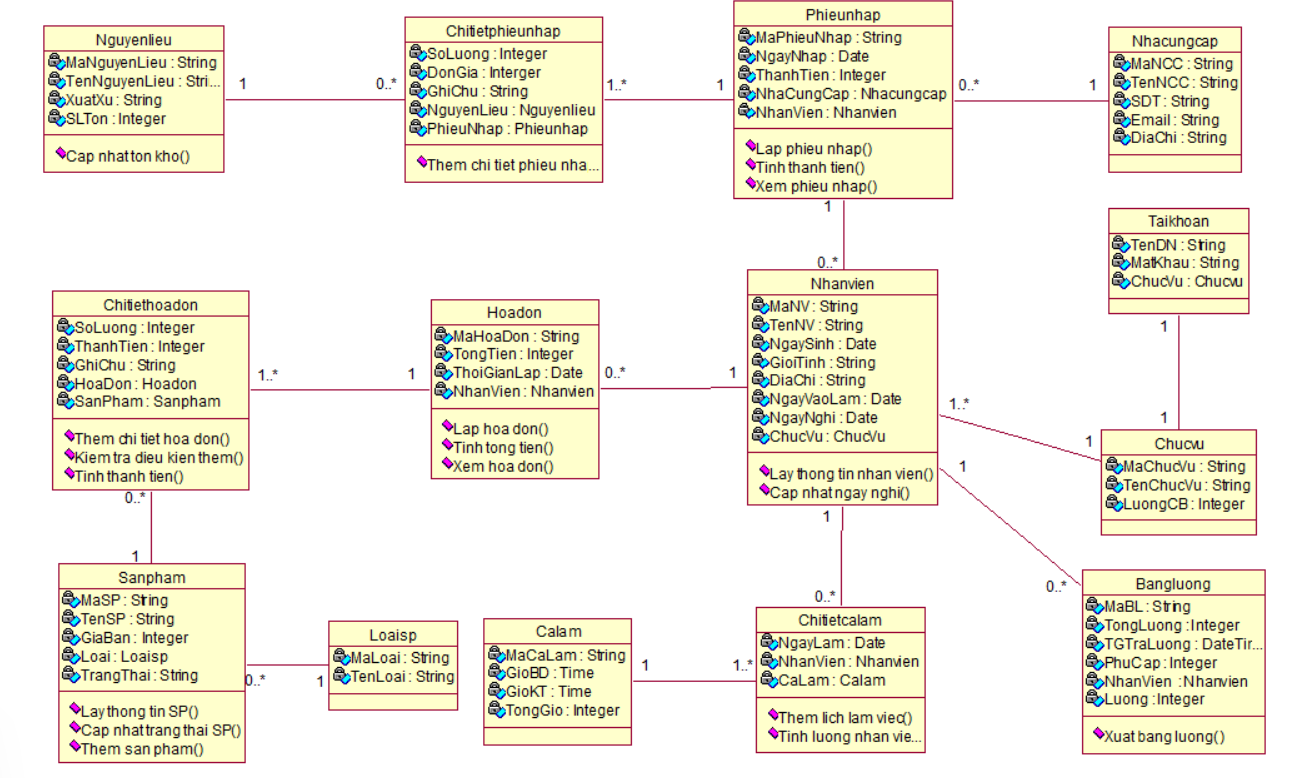 Nguyenlieu
MaNguyenLieu : String
TenNguyenLieu : Stri...
XuatXu : String
SLTon : Integer
Cap nhat ton kho()
1
0..*
Chitietphieunhap
SoLuong : Integer
DonGia : Interger
GhiChu : String
NguyenLieu : Nguyenlieu
PhieuNhap : Phieunhap
Them chi tiet phieu nha...
1..*
1
Phieunhap
MaPhieuNhap : String
NgayNhap : Date
ThanhTien : Integer
NhaCungCap : Nhacungcap
NhanVien : Nhanvien
Lap phieu nhap()
Tinh thanh tien()
Xem phieu nhap()
0..*
1
Nhacungcap
MaNCC : String
TenNCC : String
SDT : String
Email : String
DiaChi : String
1
0..*
Taikhoan
TenDN : String
MatKhau : String
ChucVu : Chucvu
1
1
Chitiethoadon
SoLuong : Integer
ThanhTien : Integer
GhiChu : String
HoaDon : Hoadon
SanPham : Sanpham
Them chi tiet hoa don()
Kiem tra dieu kien them()
Tinh thanh tien()
1..*
1
Hoadon
MaHoaDon : String
TongTien : Integer
ThoiGianLap : Date
NhanVien : Nhanvien
Lap hoa don()
Tinh tong tien()
Xem hoa don()
0..*
1
Nhanvien
MaNV : String
TenNV : String
NgaySinh : Date
GioiTinh : String
DiaChi : String
NgayVaoLam : Date
NgayNghi : Date
ChucVu : ChucVu
Lay thong tin nhan vien()
Cap nhat ngay nghi()
1..*
1
Chucvu
MaChucVu : String
TenChucVu : String
LuongCB : Integer
1
0..*
0..*
1
1
0..*
Sanpham
MaSP : String
TenSP : String
GiaBan : Integer
Loai : Loaisp
TrangThai : String
Lay thong tin SP()
Cap nhat trang thai SP()
Them san pham()
0..*
1
Loaisp
MaLoai : String
TenLoai : String
Calam
MaCaLam : String
GioBD : Time
GioKT : Time
TongGio : Integer
1
1..*
Chitietcalam
NgayLam : Date
NhanVien : Nhanvien
CaLam : Calam
Them lich lam viec()
Tinh luong nhan vie...
Bangluong
MaBL : String
TongLuong : Integer
TGTraLuong : DateTir...
PhuCap : Integer
NhanVien : Nhanvien
Luong : Integer
Xuat bang luong()